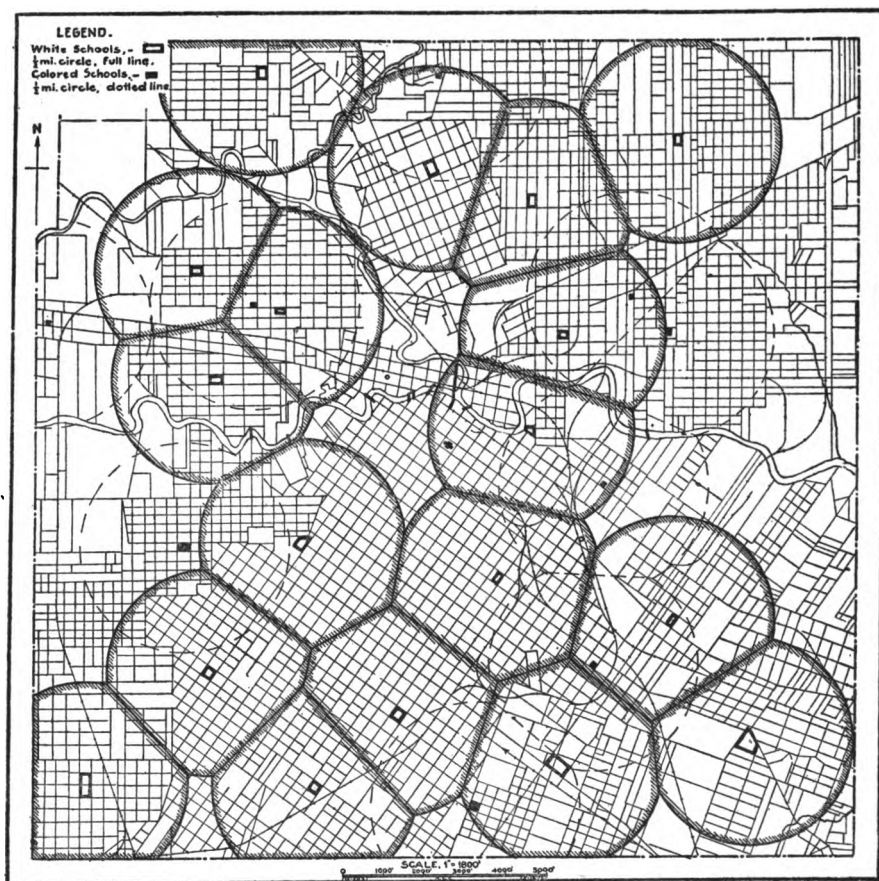 LEGEND.
White Schools,-
½ mi. circle, full line.
Colored Schools,-
½ mi. circle, dotted line
N
SCALE, 1"=1800'
0 1000' 2000' 3000' 4000' 5000'